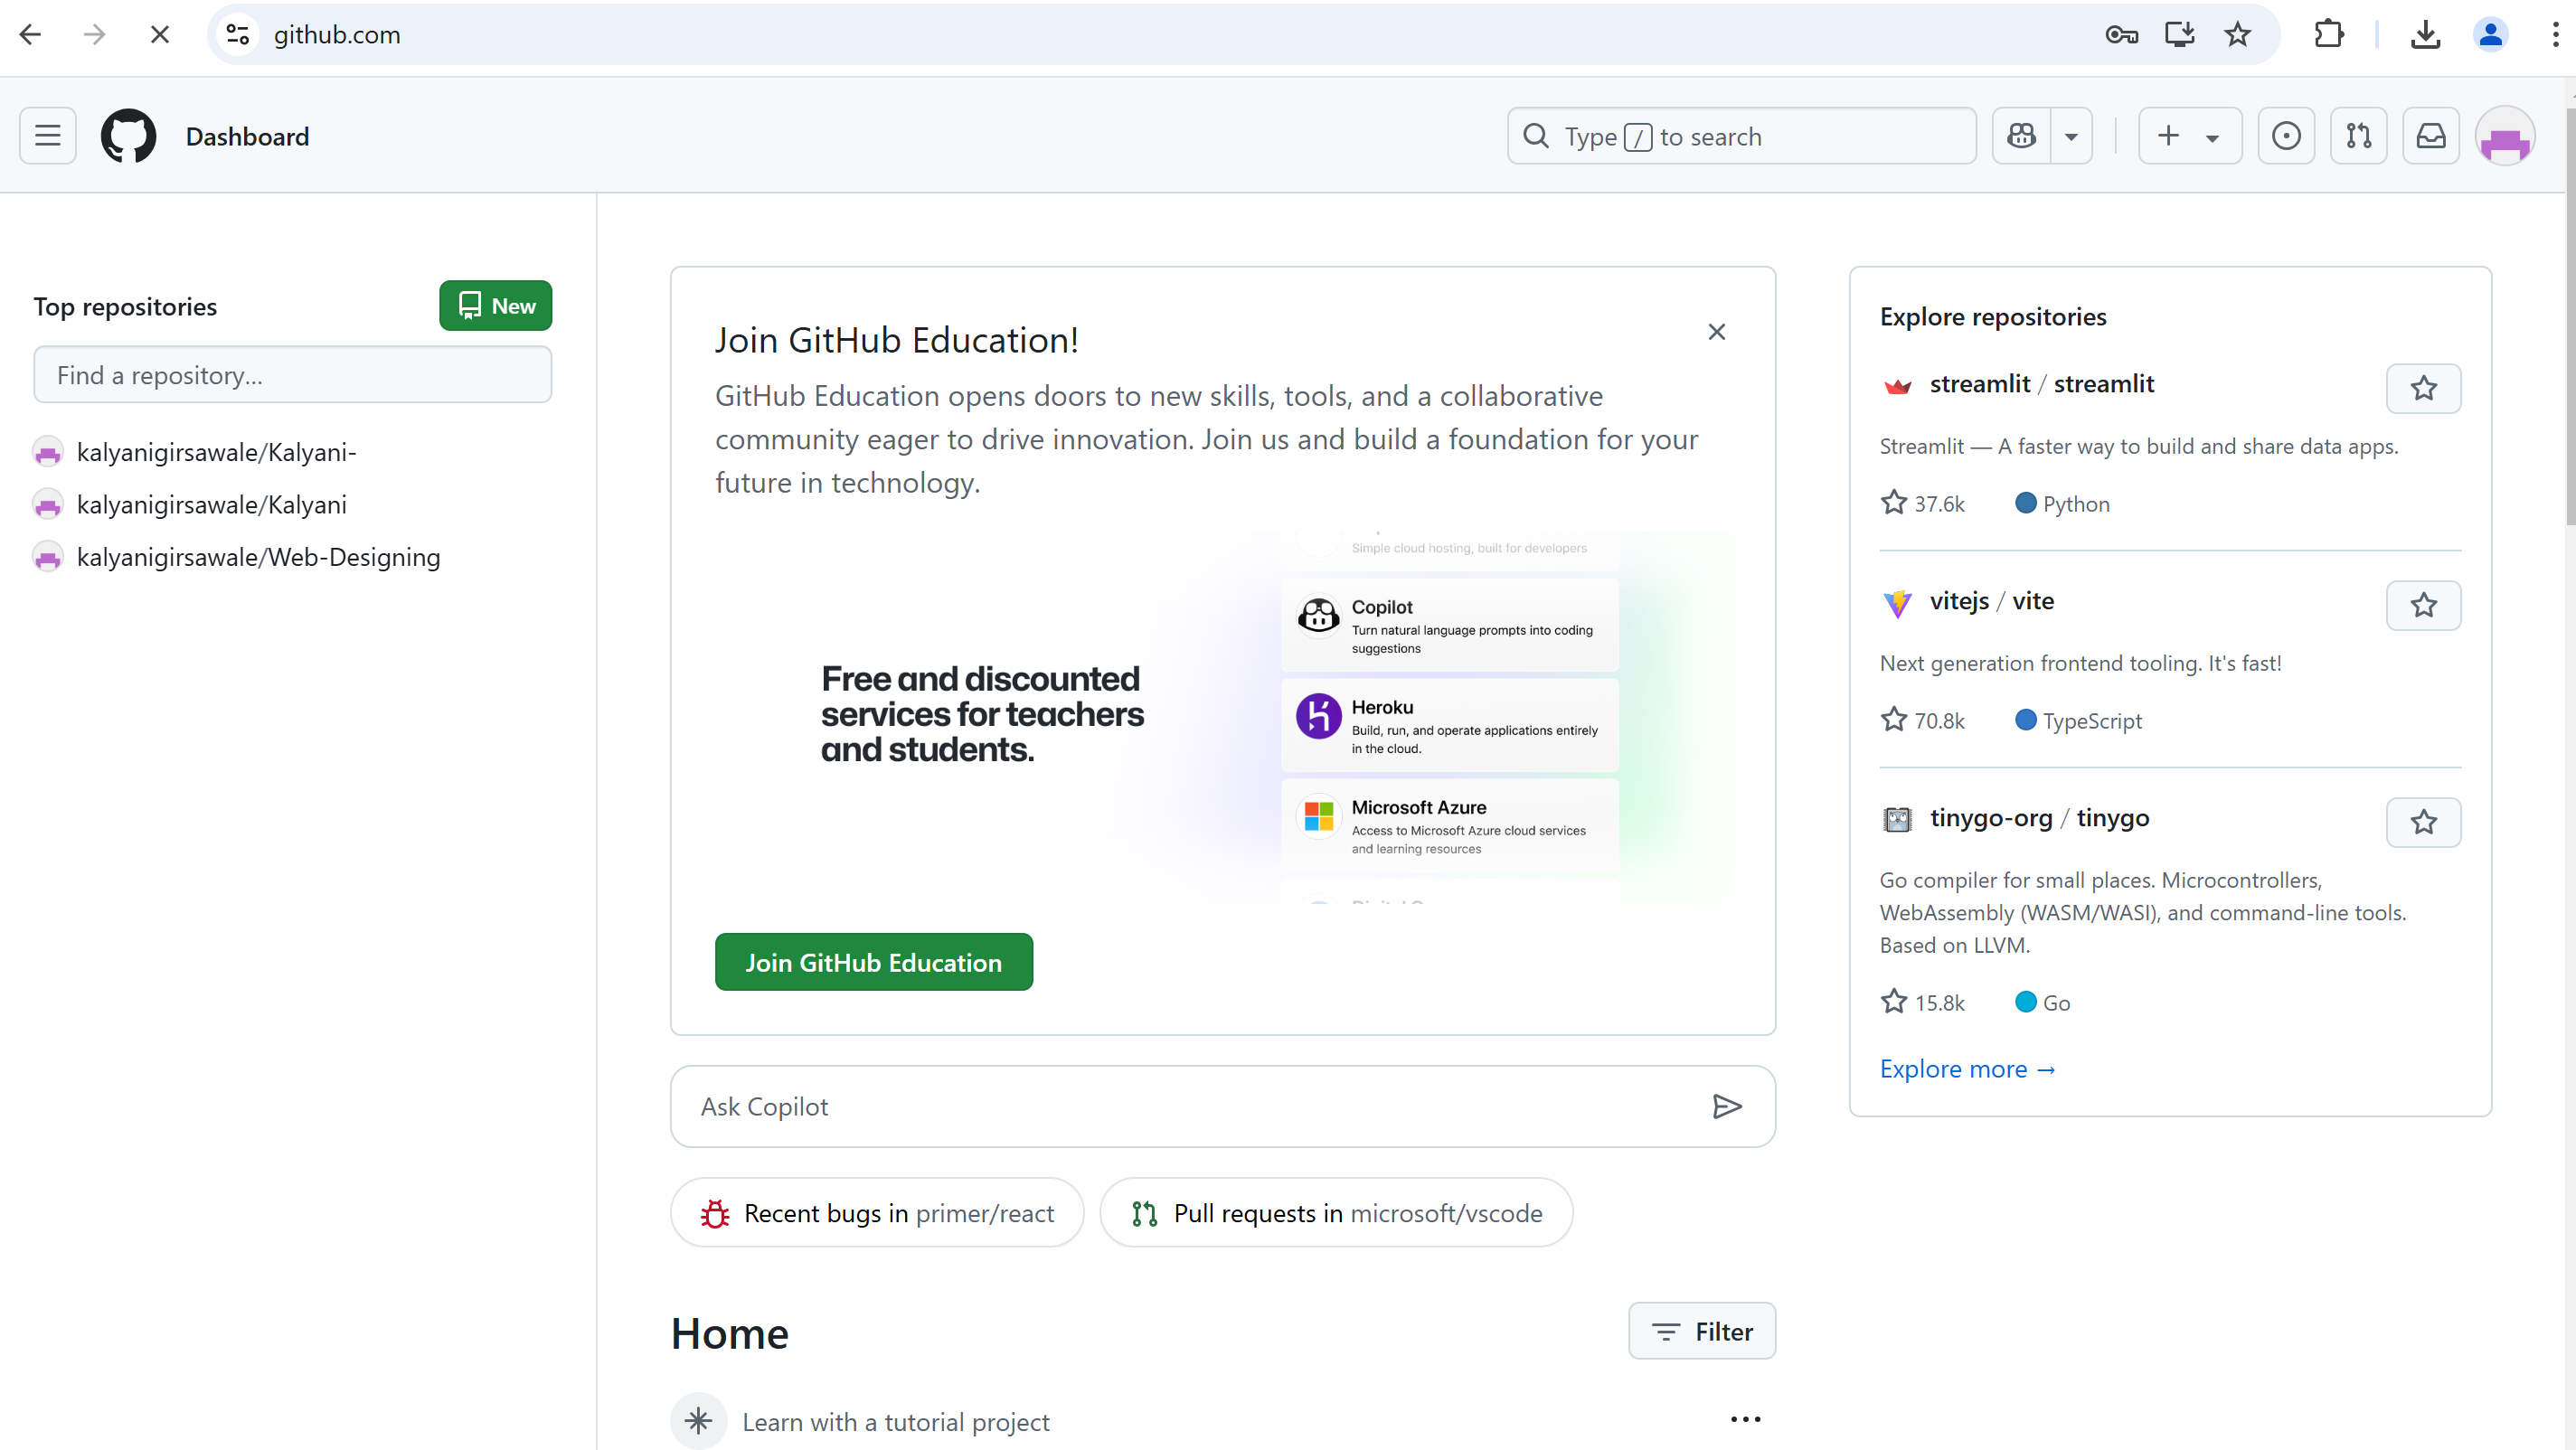 github.com
Dashboard
Type / to search
Top repositories
New
Find a repository…
kalyanigirsawale/Kalyani-
kalyanigirsawale/Kalyani
kalyanigirsawale/Web-Designing
Join GitHub Education!
GitHub Education opens doors to new skills, tools, and a collaborative
community eager to drive innovation. Join us and build a foundation for your
future in technology.
Free and discounted
services for teachers
and students.
Simple cloud hosting, built for developers
Copilot
Turn natural language prompts into coding
suggestions
Heroku
Build, run, and operate applications entirely
in the cloud.
Microsoft Azure
Access to Microsoft Azure cloud services
and learning resources
Join GitHub Education
Ask Copilot
Recent bugs in primer/react
Pull requests in microsoft/vscode
Home
Filter
Learn with a tutorial project
Explore repositories
streamlit / streamlit
Streamlit — A faster way to build and share data apps.
37.6k Python
vitejs / vite
Next generation frontend tooling. It's fast!
70.8k TypeScript
tinygo-org / tinygo
Go compiler for small places. Microcontrollers,
WebAssembly (WASM/WASI), and command-line tools.
Based on LLVM.
15.8k Go
Explore more →